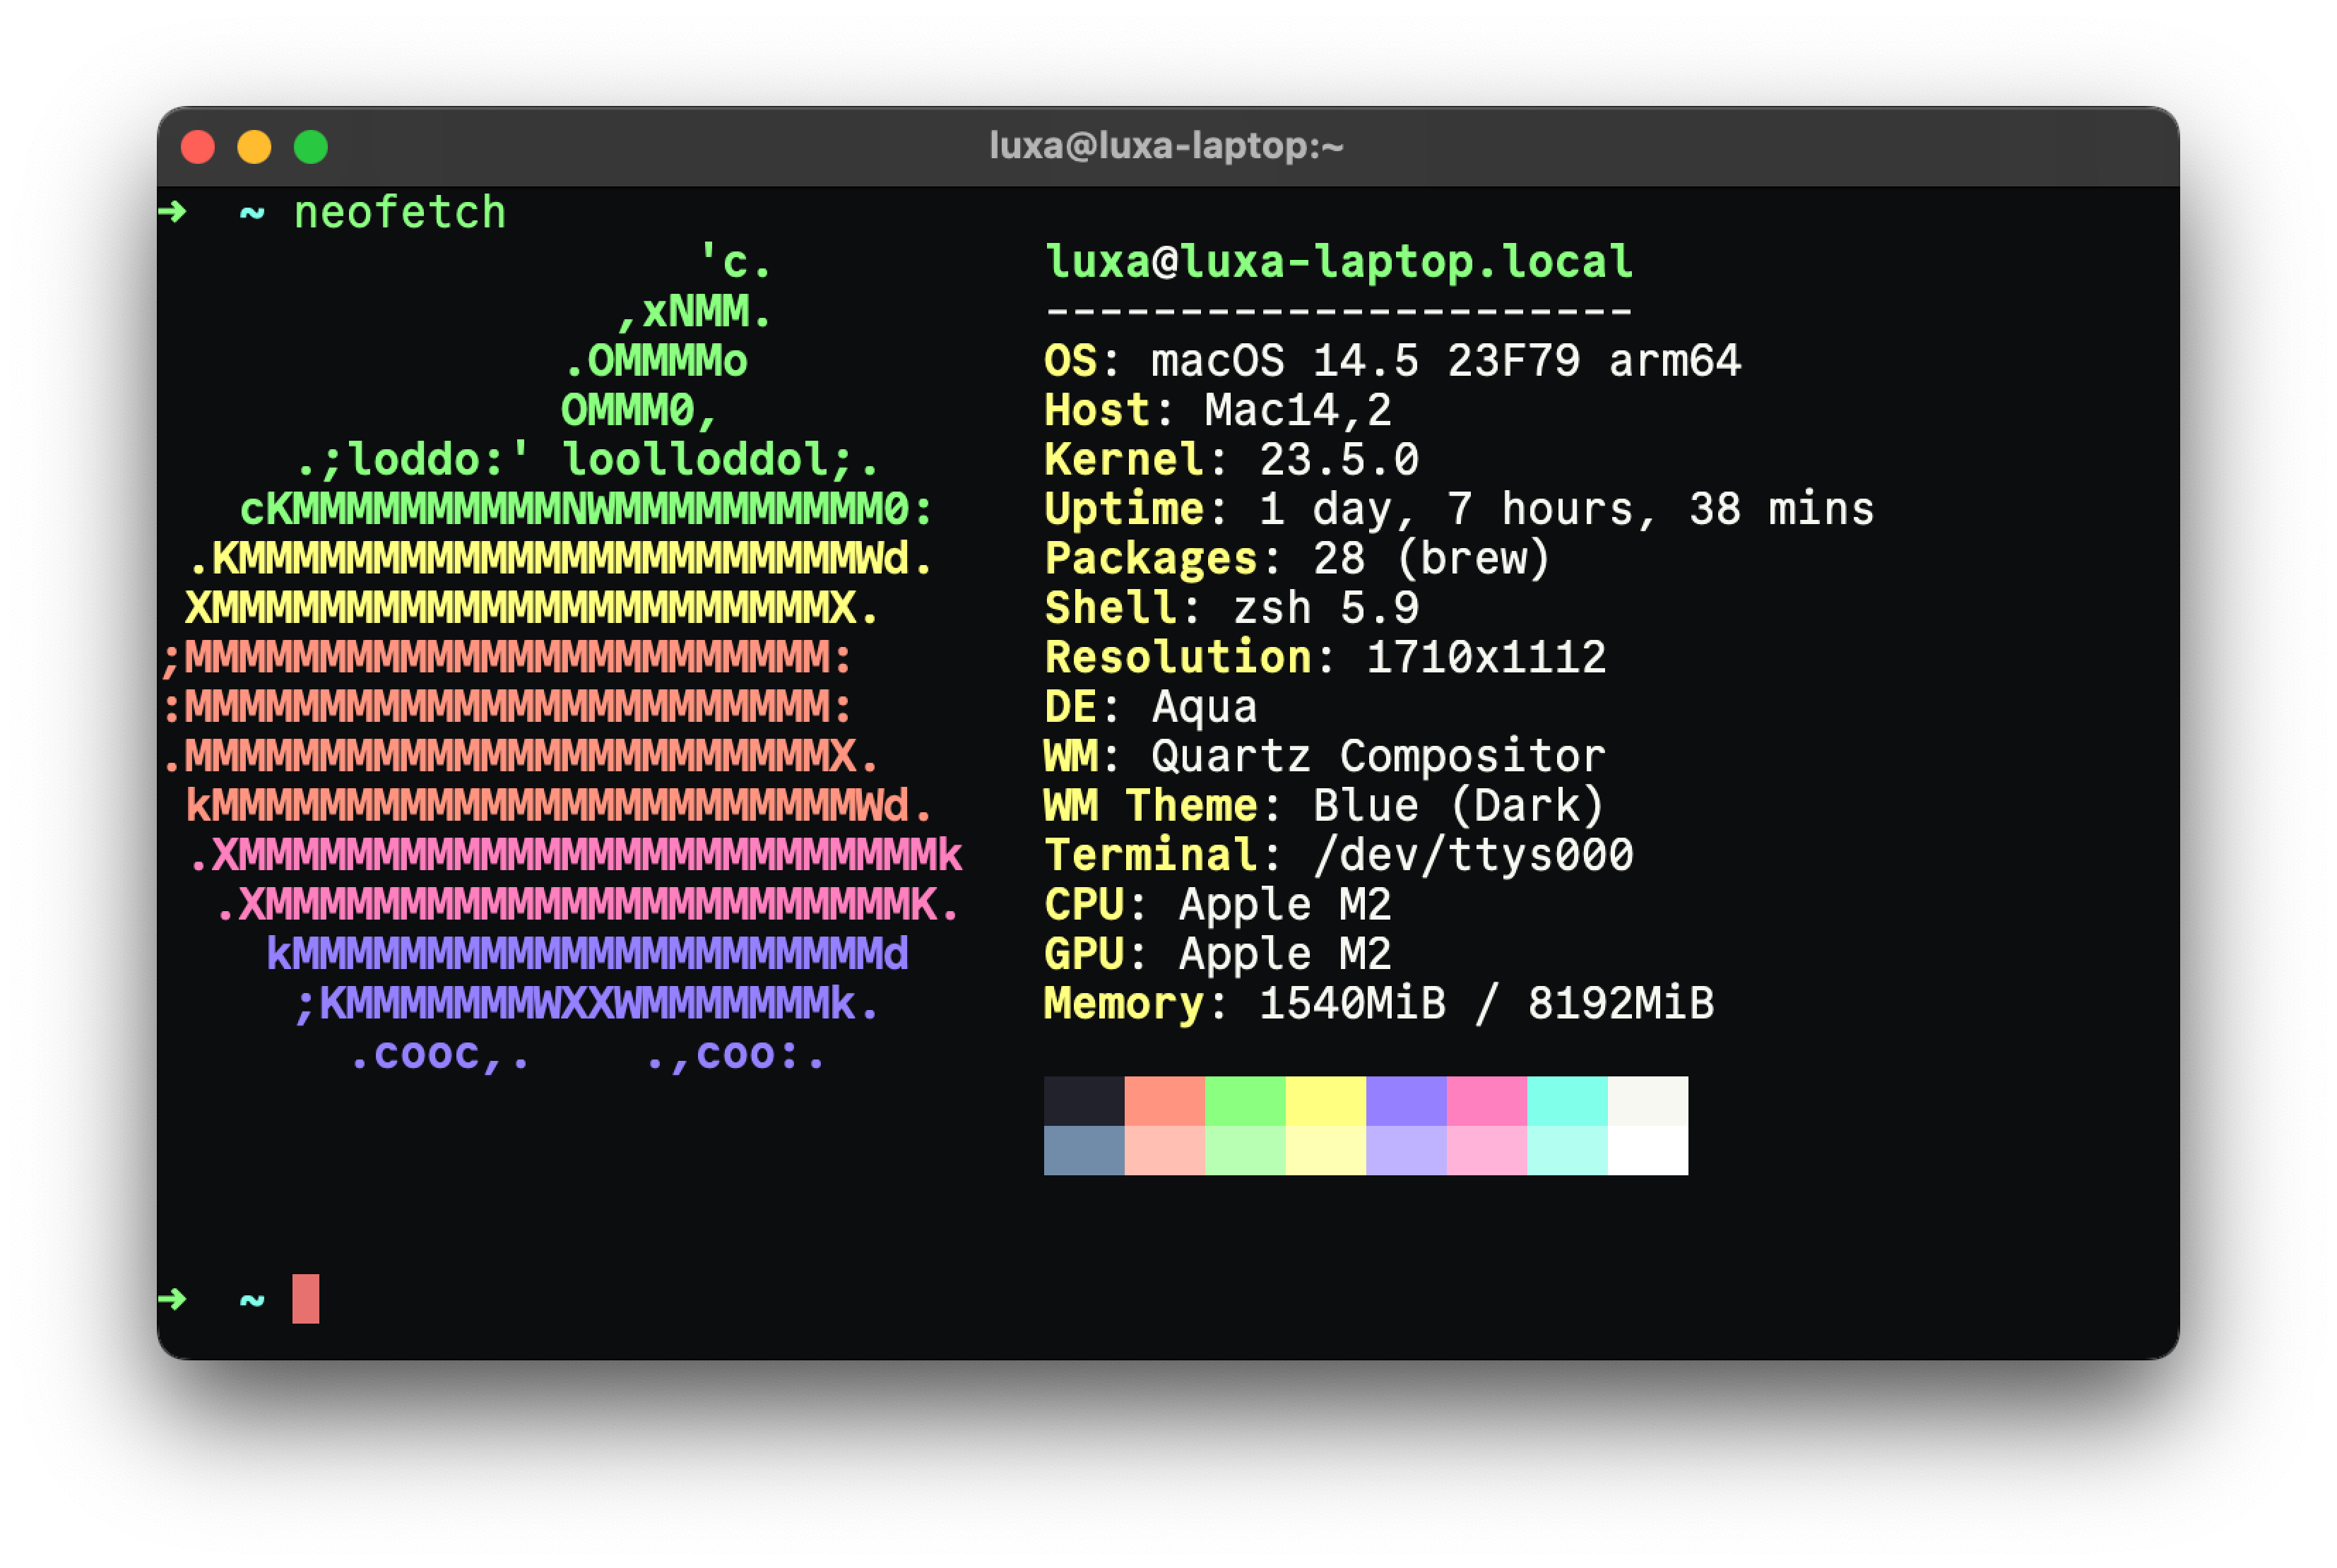 luxa@luxa-laptop:~
➜  ~ neofetch
                    'c.          luxa@luxa-laptop.local
                 ,xNMM.          ----------------------
               .OMMMMo           OS: macOS 14.5 23F79 arm64
               OMMM0,            Host: Mac14,2
     .;loddo:' loolloddol;.      Kernel: 23.5.0
   cKMMMMMMMMMMNWMMMMMMMMMM0:    Uptime: 1 day, 7 hours, 38 mins
 .KMMMMMMMMMMMMMMMMMMMMMMMWd.    Packages: 28 (brew)
 XMMMMMMMMMMMMMMMMMMMMMMMX.      Shell: zsh 5.9
;MMMMMMMMMMMMMMMMMMMMMMMM:       Resolution: 1710x1112
:MMMMMMMMMMMMMMMMMMMMMMMM:       DE: Aqua
.MMMMMMMMMMMMMMMMMMMMMMMMX.      WM: Quartz Compositor
 kMMMMMMMMMMMMMMMMMMMMMMMMWd.    WM Theme: Blue (Dark)
 .XMMMMMMMMMMMMMMMMMMMMMMMMMMk   Terminal: /dev/ttys000
  .XMMMMMMMMMMMMMMMMMMMMMMMMK.   CPU: Apple M2
    kMMMMMMMMMMMMMMMMMMMMMMd     GPU: Apple M2
     ;KMMMMMMMWXXWMMMMMMMk.      Memory: 1540MiB / 8192MiB
       .cooc,.    .,coo:.
➜  ~